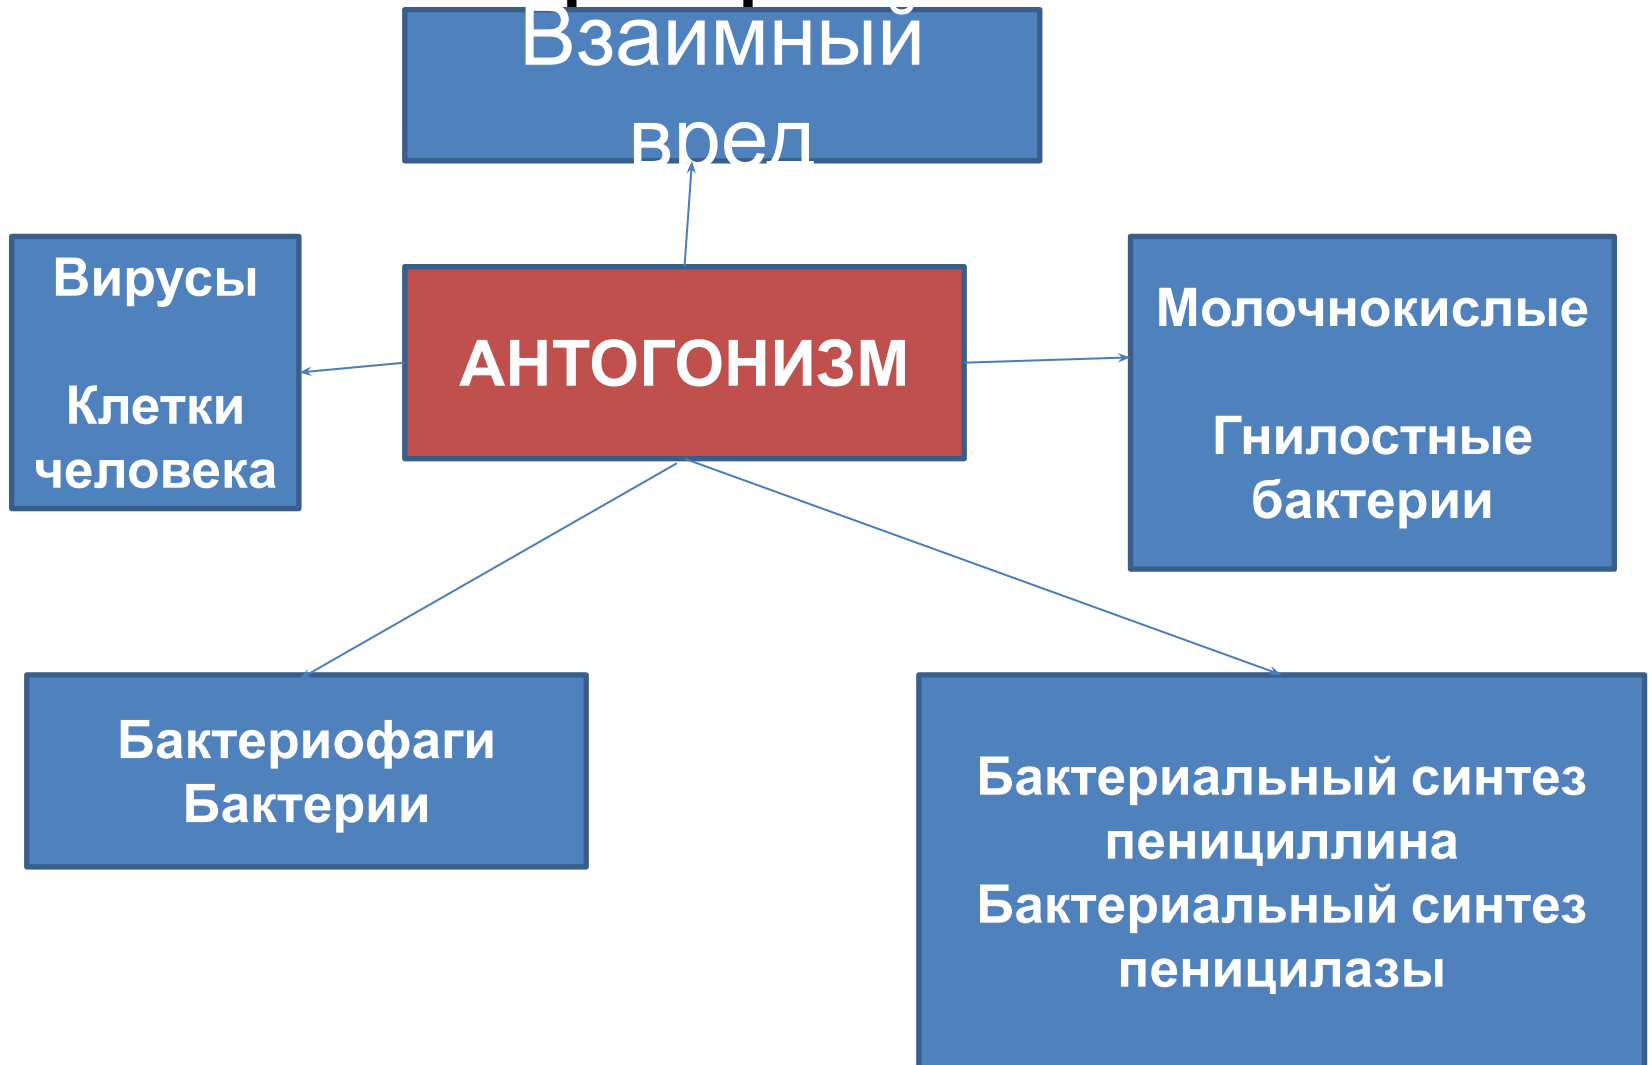 Взаимный
вред
Вирусы
Клетки
человека
АНТОГОНИЗМ
Молочнокислые
Гнилостные
бактерии
Бактериофаги
Бактерии
Бактериальный синтез
пенициллина
Бактериальный синтез
пеницилазы